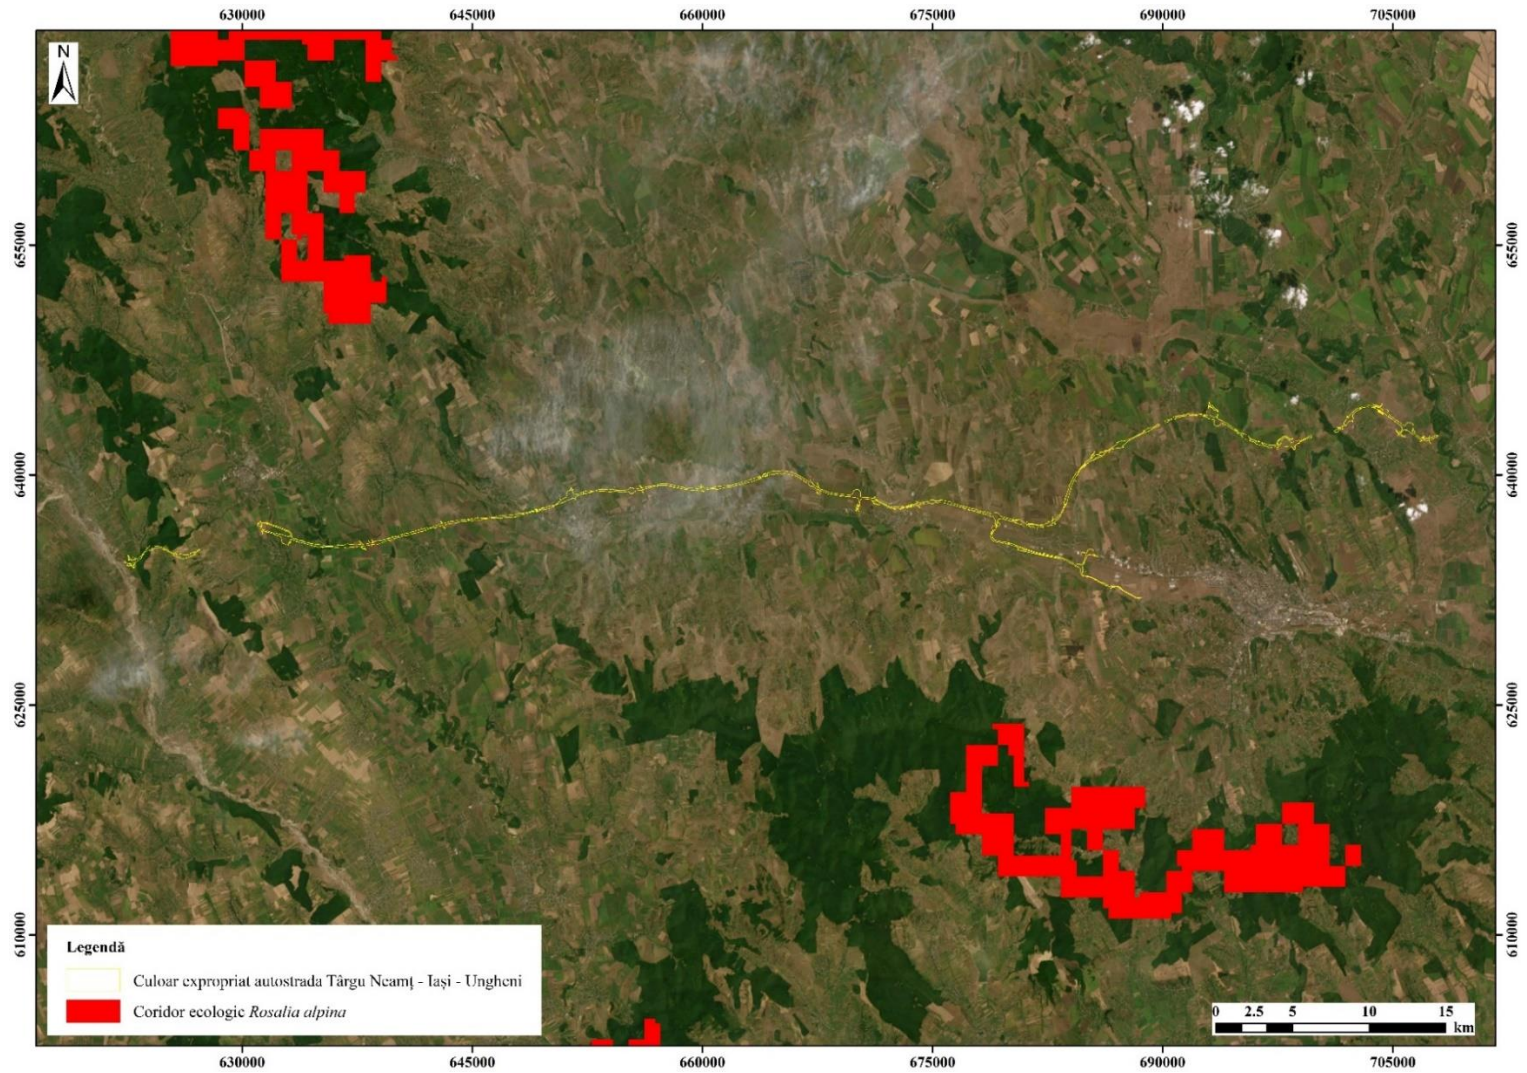 630000 645000 660000 675000 690000 705000
N
655000 655000
640000 640000
625000 625000
610000 610000
Legendă
Culoar expropriat autostrada Târgu Neamț - Iași - Ungheni
Coridor ecologic Rosalia alpina
0 2.5 5 10 15
km
630000 645000 660000 675000 690000 705000